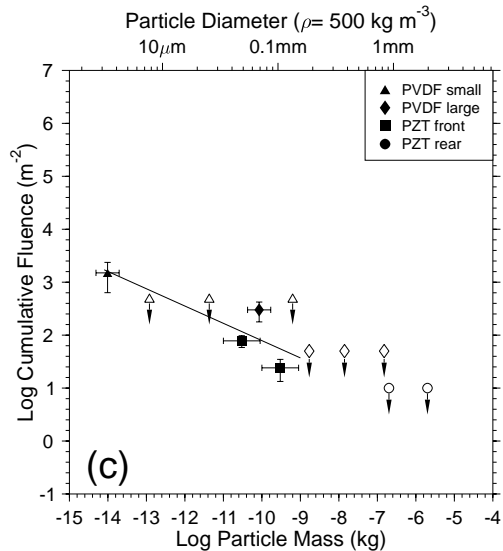 Particle Diameter (ρ= 500 kg m⁻³)
10μm 0.1mm 1mm
7
6
5
4
3
2
1
0
-1
Log Cumulative Fluence (m⁻²)
PVDF small
PVDF large
PZT front
PZT rear
(c)
-15 -14 -13 -12 -11 -10 -9 -8 -7 -6 -5 -4
Log Particle Mass (kg)